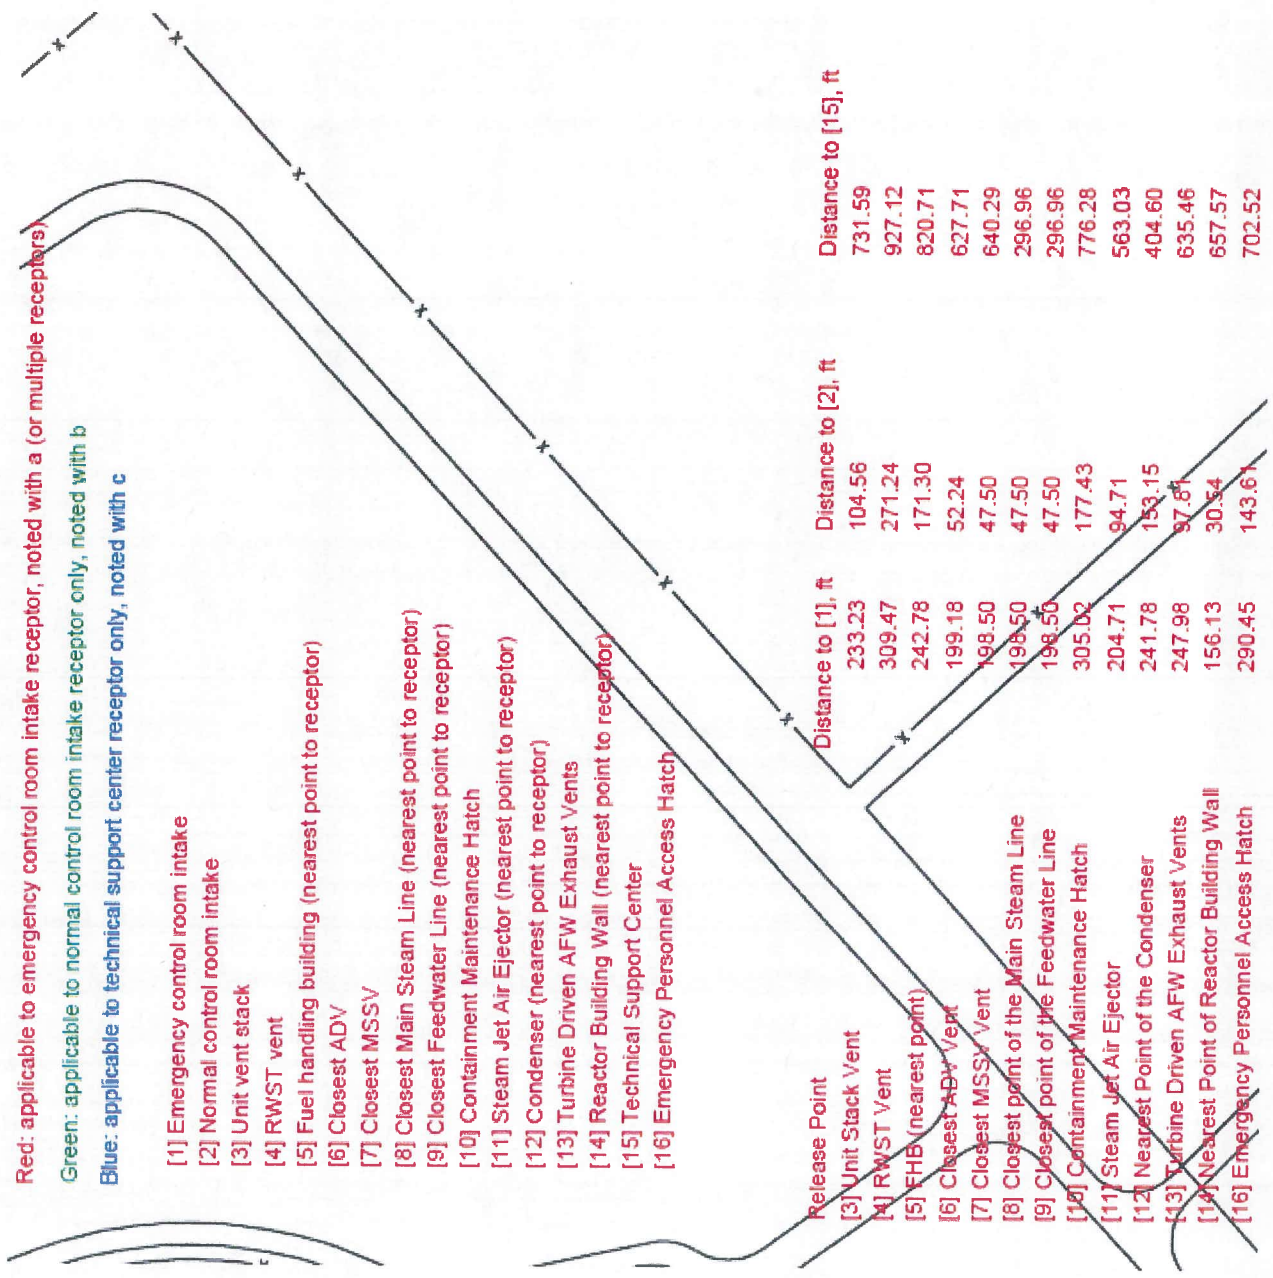 Red: applicable to emergency control room intake receptor, noted with a (or multiple receptors)
Green: applicable to normal control room intake receptor only, noted with b
Blue: applicable to technical support center receptor only, noted with c
[1] Emergency control room intake
[2] Normal control room intake
[3] Unit vent stack
[4] RWST vent
[5] Fuel handling building (nearest point to receptor)
[6] Closest ADV
[7] Closest MSSV
[8] Closest Main Steam Line (nearest point to receptor)
[9] Closest Feedwater Line (nearest point to receptor)
[10] Containment Maintenance Hatch
[11] Steam Jet Air Ejector (nearest point to receptor)
[12] Condenser (nearest point to receptor)
[13] Turbine Driven AFW Exhaust Vents
[14] Reactor Building Wall (nearest point to receptor)
[15] Technical Support Center
[16] Emergency Personnel Access Hatch
Release Point Distance to [1], ft Distance to [2], ft Distance to [15], ft
[3] Unit Stack Vent 233.23 104.56 731.59
[4] RWST Vent 309.47 271.24 927.12
[5] FHB (nearest point) 242.78 171.30 820.71
[6] Closest ADV Vent 199.18 52.24 627.71
[7] Closest MSSV Vent 198.50 47.50 640.29
[8] Closest point of the Main Steam Line 198.50 47.50 296.96
[9] Closest point of the Feedwater Line 198.50 47.50 296.96
[10] Containment Maintenance Hatch 305.02 177.43 776.28
[11] Steam Jet Air Ejector 204.71 94.71 563.03
[12] Nearest Point of the Condenser 241.78 153.15 404.60
[13] Turbine Driven AFW Exhaust Vents 247.98 97.81 635.46
[14] Nearest Point of Reactor Building Wall 156.13 30.54 657.57
[16] Emergency Personnel Access Hatch 290.45 143.61 702.52